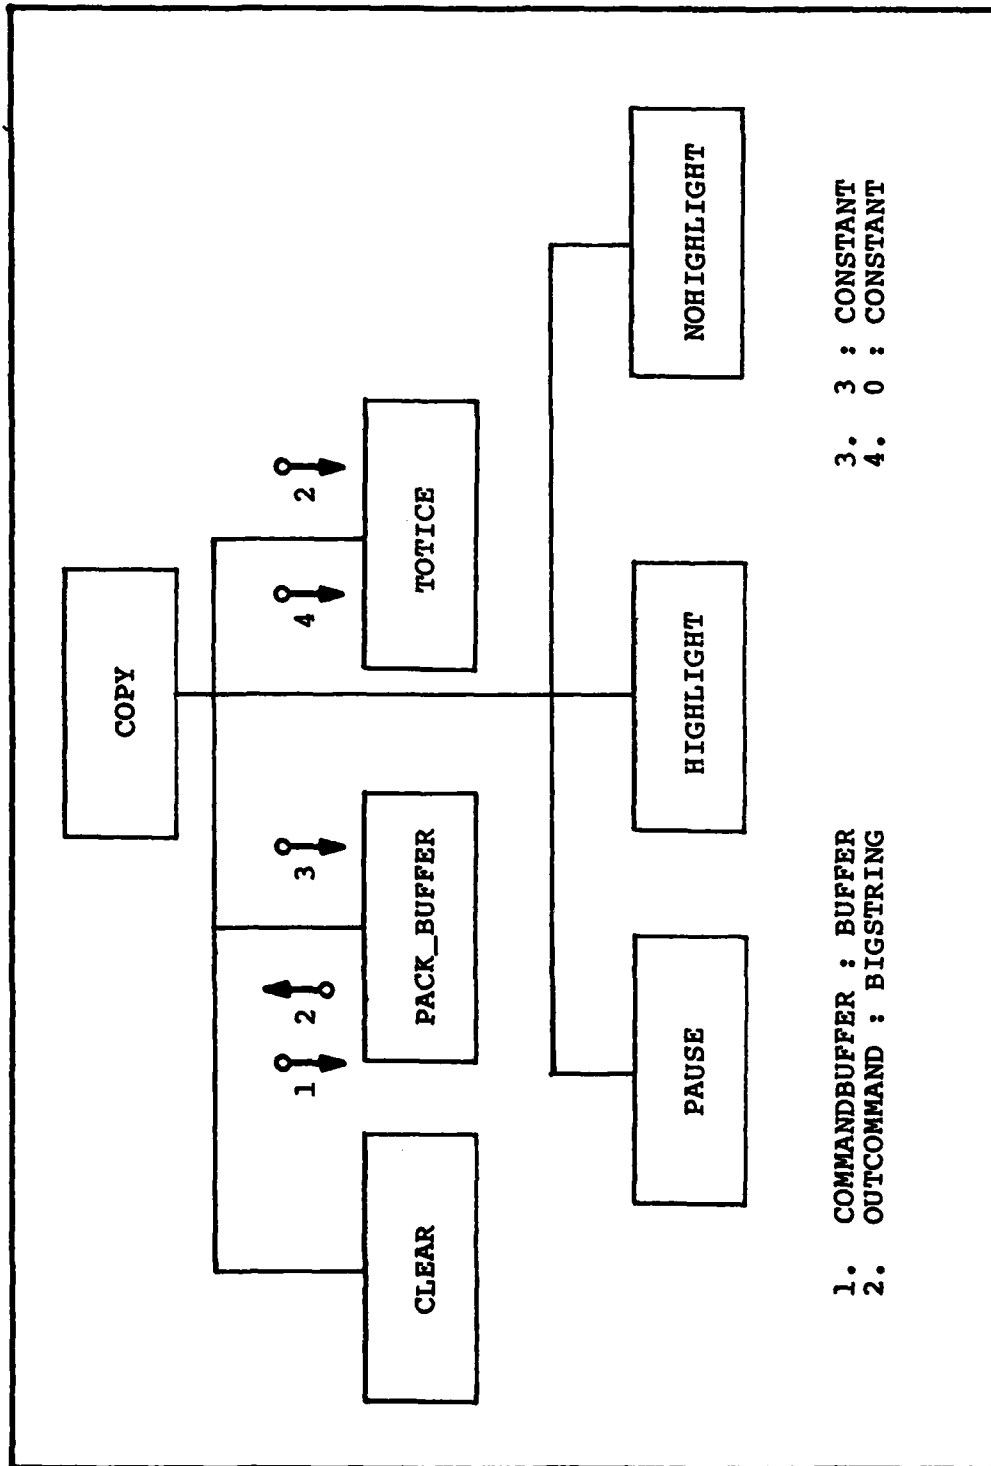 COPY
CLEAR
1
2
PACK_BUFFER
3
4
TOTICE
2
PAUSE
HIGHLIGHT
NOHIGHLIGHT
1. COMMANDBUFFER : BUFFER
2. OUTCOMMAND : BIGSTRING
3. 3 : CONSTANT
4. 0 : CONSTANT